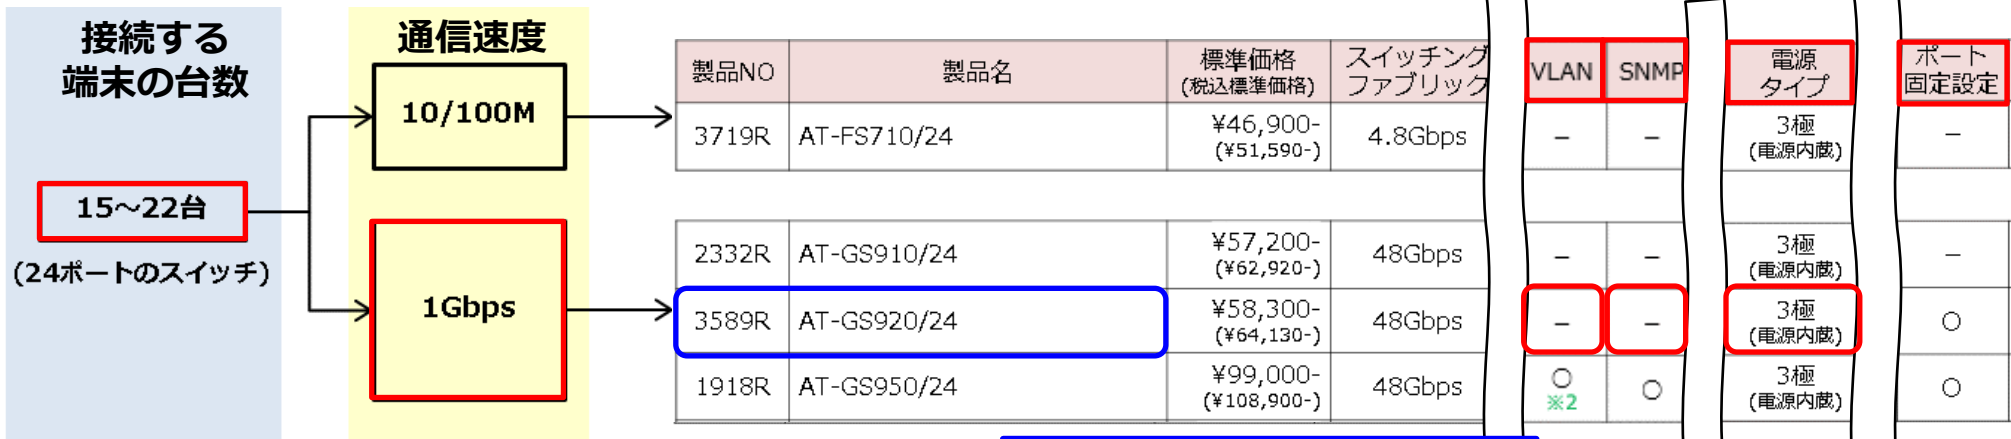 接続する
端末の台数
通信速度
15～22台
(24ポートのスイッチ)
10/100M
1Gbps
製品NO 製品名 標準価格 (税込標準価格) スイッチング ファブリック VLAN SNMP 電源 タイプ ポート 固定設定
3719R AT-FS710/24 ¥46,900- (¥51,590-) 4.8Gbps － － 3極 (電源内蔵) －
2332R AT-GS910/24 ¥57,200- (¥62,920-) 48Gbps － － 3極 (電源内蔵) －
3589R AT-GS920/24 ¥58,300- (¥64,130-) 48Gbps － － 3極 (電源内蔵) ○
1918R AT-GS950/24 ¥99,000- (¥108,900-) 48Gbps ○ ※2 ○ 3極 (電源内蔵) ○